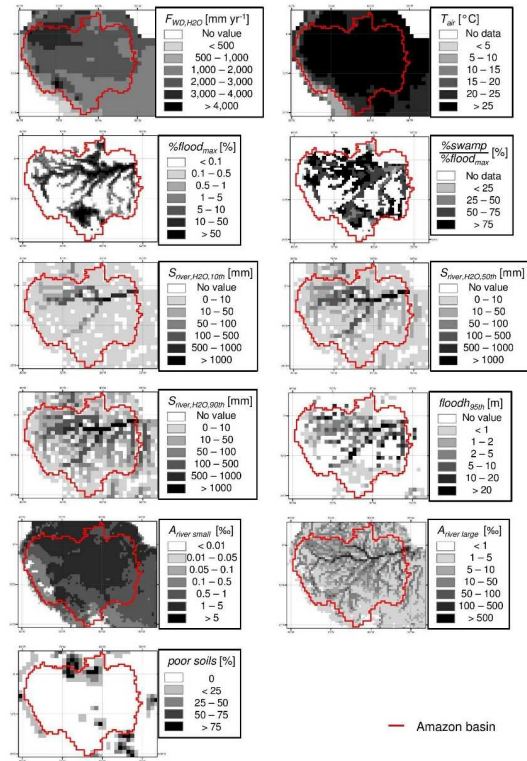 F_WD,H2O [mm yr⁻¹]
No value
< 500
500 – 1,000
1,000 – 2,000
2,000 – 3,000
3,000 – 4,000
> 4,000
T_air [°C]
No data
< 5
5 - 10
10 – 15
15 – 20
20 – 25
> 25
%flood_max [%]
< 0.1
0.1 – 0.5
0.5 – 1
1 – 5
5 – 10
10 – 50
> 50
%swamp
%flood_max [%]
No data
< 25
25 – 50
50 – 75
> 75
S_river,H2O,10th [mm]
No value
0 – 10
10 – 50
50 – 100
100 – 500
500 – 1000
> 1000
S_river,H2O,50th [mm]
No value
0 – 10
10 – 50
50 – 100
100 – 500
500 – 1000
> 1000
S_river,H2O,90th [mm]
No value
0 – 10
10 – 50
50 – 100
100 – 500
500 – 1000
> 1000
floodh_95th [m]
No value
< 1
1 – 2
2 – 5
5 – 10
10 – 20
> 20
A_river small [‰]
< 0.01
0.01 – 0.05
0.05 – 0.1
0.1 – 0.5
0.5 – 1
1 – 5
> 5
A_river large [‰]
< 1
1 – 5
5 – 10
10 – 50
50 – 100
100 – 500
> 500
poor soils [%]
0
< 25
25 – 50
50 – 75
> 75
Amazon basin